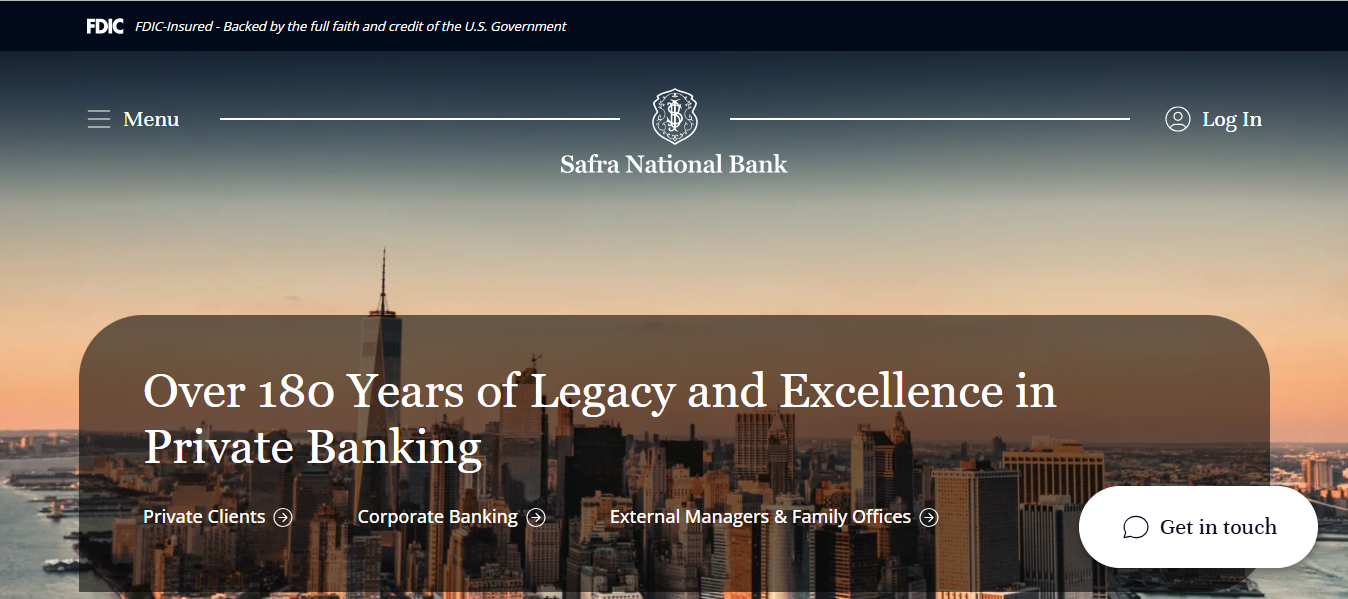 FDIC FDIC-Insured - Backed by the full faith and credit of the U.S. Government
Menu
Log In
Safra National Bank
Over 180 Years of Legacy and Excellence in
Private Banking
Private Clients
Corporate Banking
External Managers & Family Offices
Get in touch